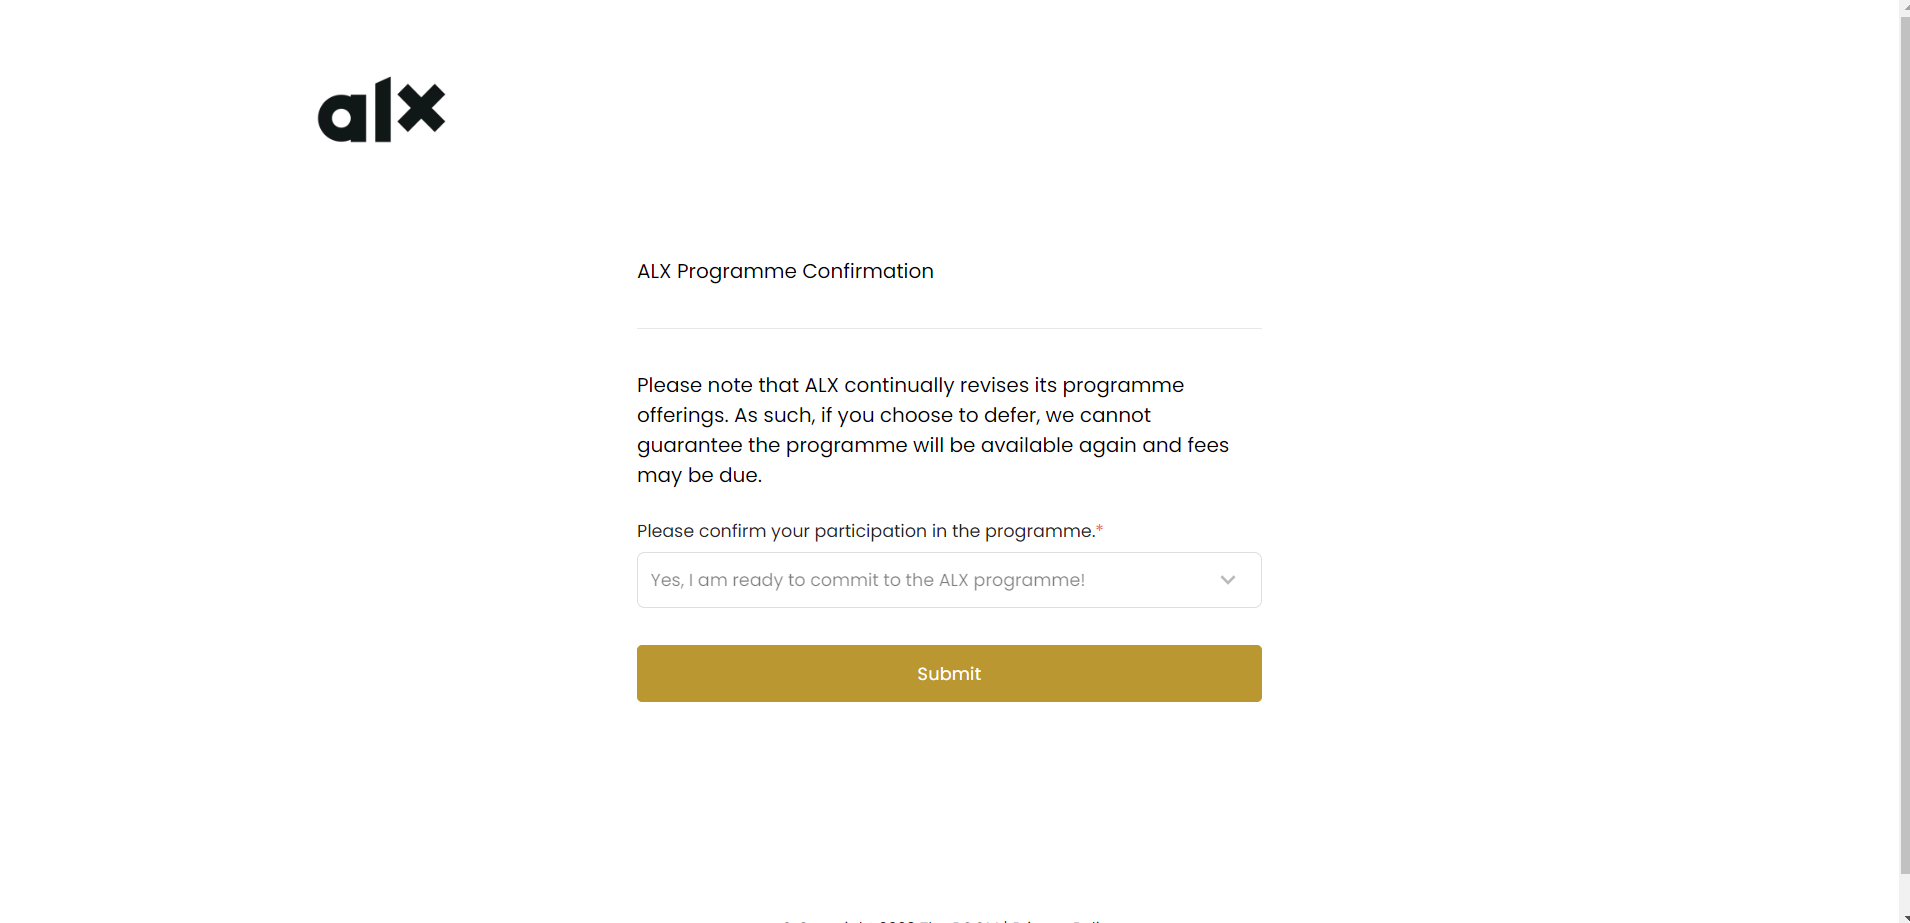 alx
ALX Programme Confirmation
Please note that ALX continually revises its programme
offerings. As such, if you choose to defer, we cannot
guarantee the programme will be available again and fees
may be due.
Please confirm your participation in the programme.*
Yes, I am ready to commit to the ALX programme!
Submit